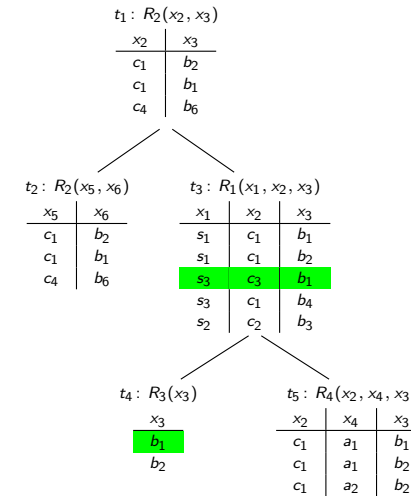 t₁: R₂(x₂, x₃)
x₂ x₃
c₁ b₂
c₁ b₁
c₄ b₆
t₂: R₂(x₅, x₆)
x₅ x₆
c₁ b₂
c₁ b₁
c₄ b₆
t₃: R₁(x₁, x₂, x₃)
x₁ x₂ x₃
s₁ c₁ b₁
s₁ c₁ b₂
s₃ c₃ b₁
s₃ c₁ b₄
s₂ c₂ b₃
t₄: R₃(x₃)
x₃
b₁
b₂
t₅: R₄(x₂, x₄, x₃
x₂ x₄ x₃
c₁ a₁ b₁
c₁ a₁ b₂
c₁ a₂ b₂